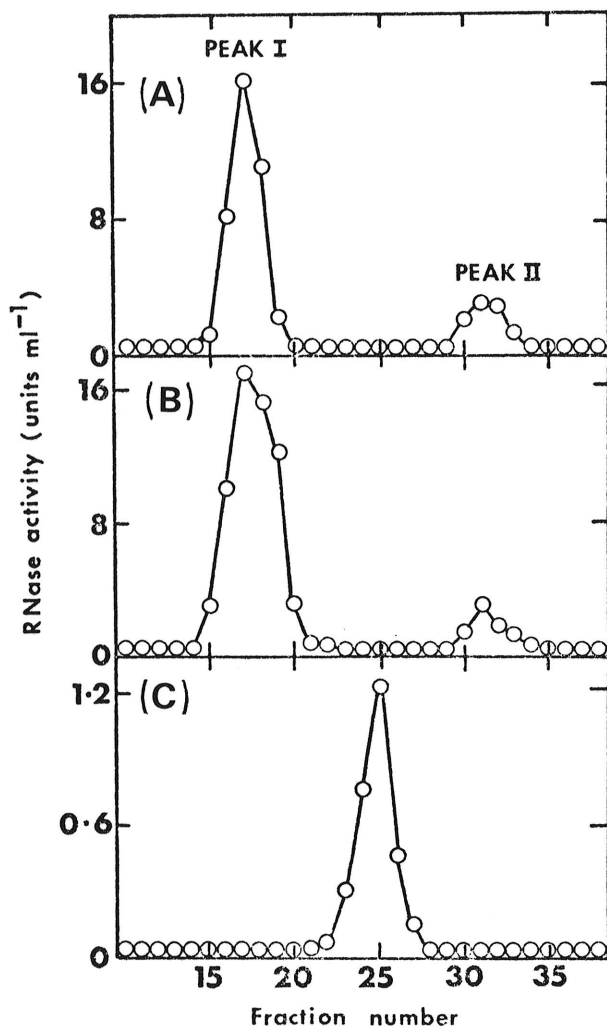 PEAK I
(A)
16
8
0
PEAK II
RNase activity (units ml⁻¹)
(B)
16
8
0
(C)
1·2
0·6
0
15 20 25 30 35
Fraction number